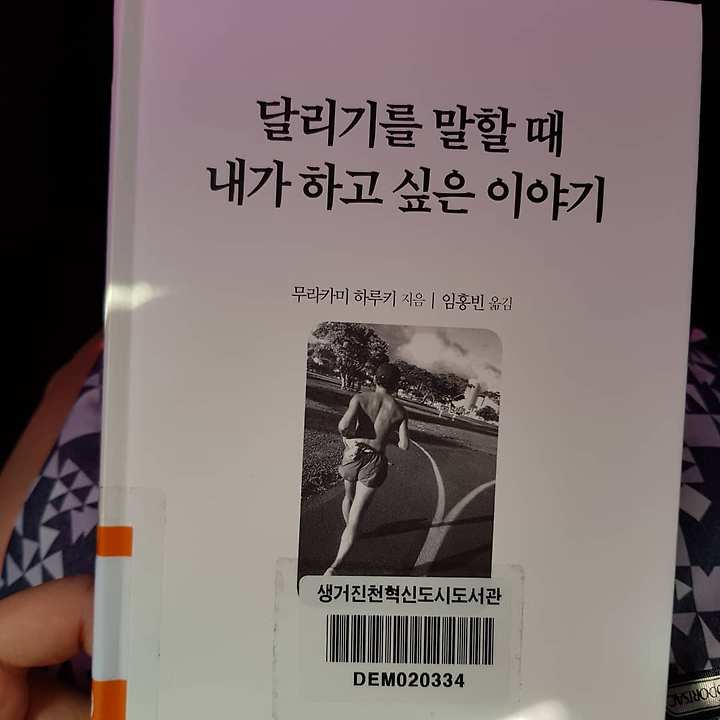 달리기를 말할 때
내가 하고 싶은 이야기
무라카미 하루키 지음 | 임홍빈 옮김
생거진천혁신도시도서관
DEM020334